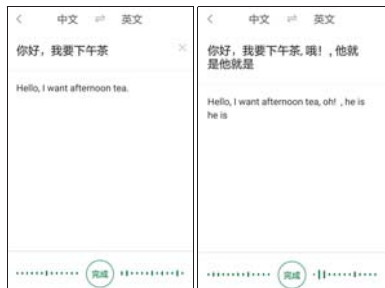 中文 ⇌ 英文
你好，我要下午茶
Hello, I want afternoon tea.
完成
中文 ⇌ 英文
你好，我要下午茶,哦！,他就
是他就是
Hello, I want afternoon tea, oh! , he is
he is
完成